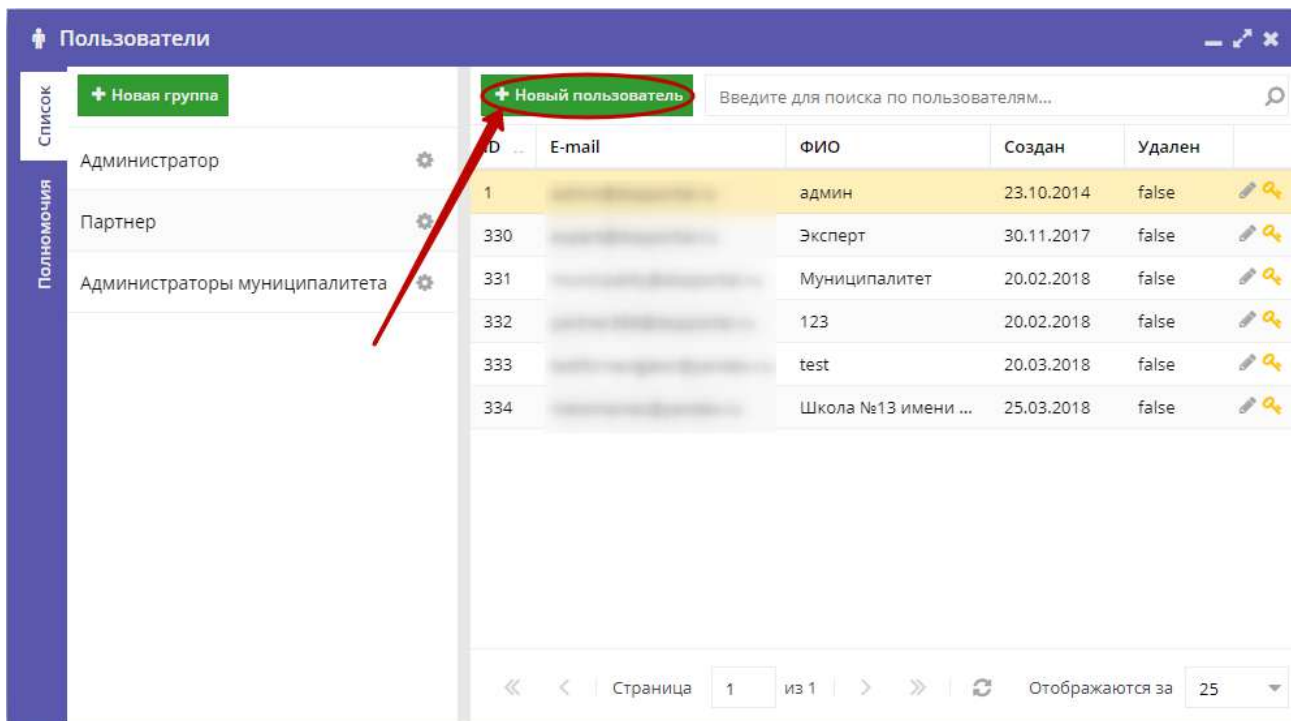 Пользователи
Список
Полномочия
+ Новая группа
Администратор
Партнер
Администраторы муниципалитета
+ Новый пользователь
Введите для поиска по пользователям...
ID ... E-mail ФИО Создан Удален
1 админ 23.10.2014 false
330 Эксперт 30.11.2017 false
331 Муниципалитет 20.02.2018 false
332 123 20.02.2018 false
333 test 20.03.2018 false
334 Школа №13 имени ... 25.03.2018 false
Страница 1 из 1 Отображаются за 25